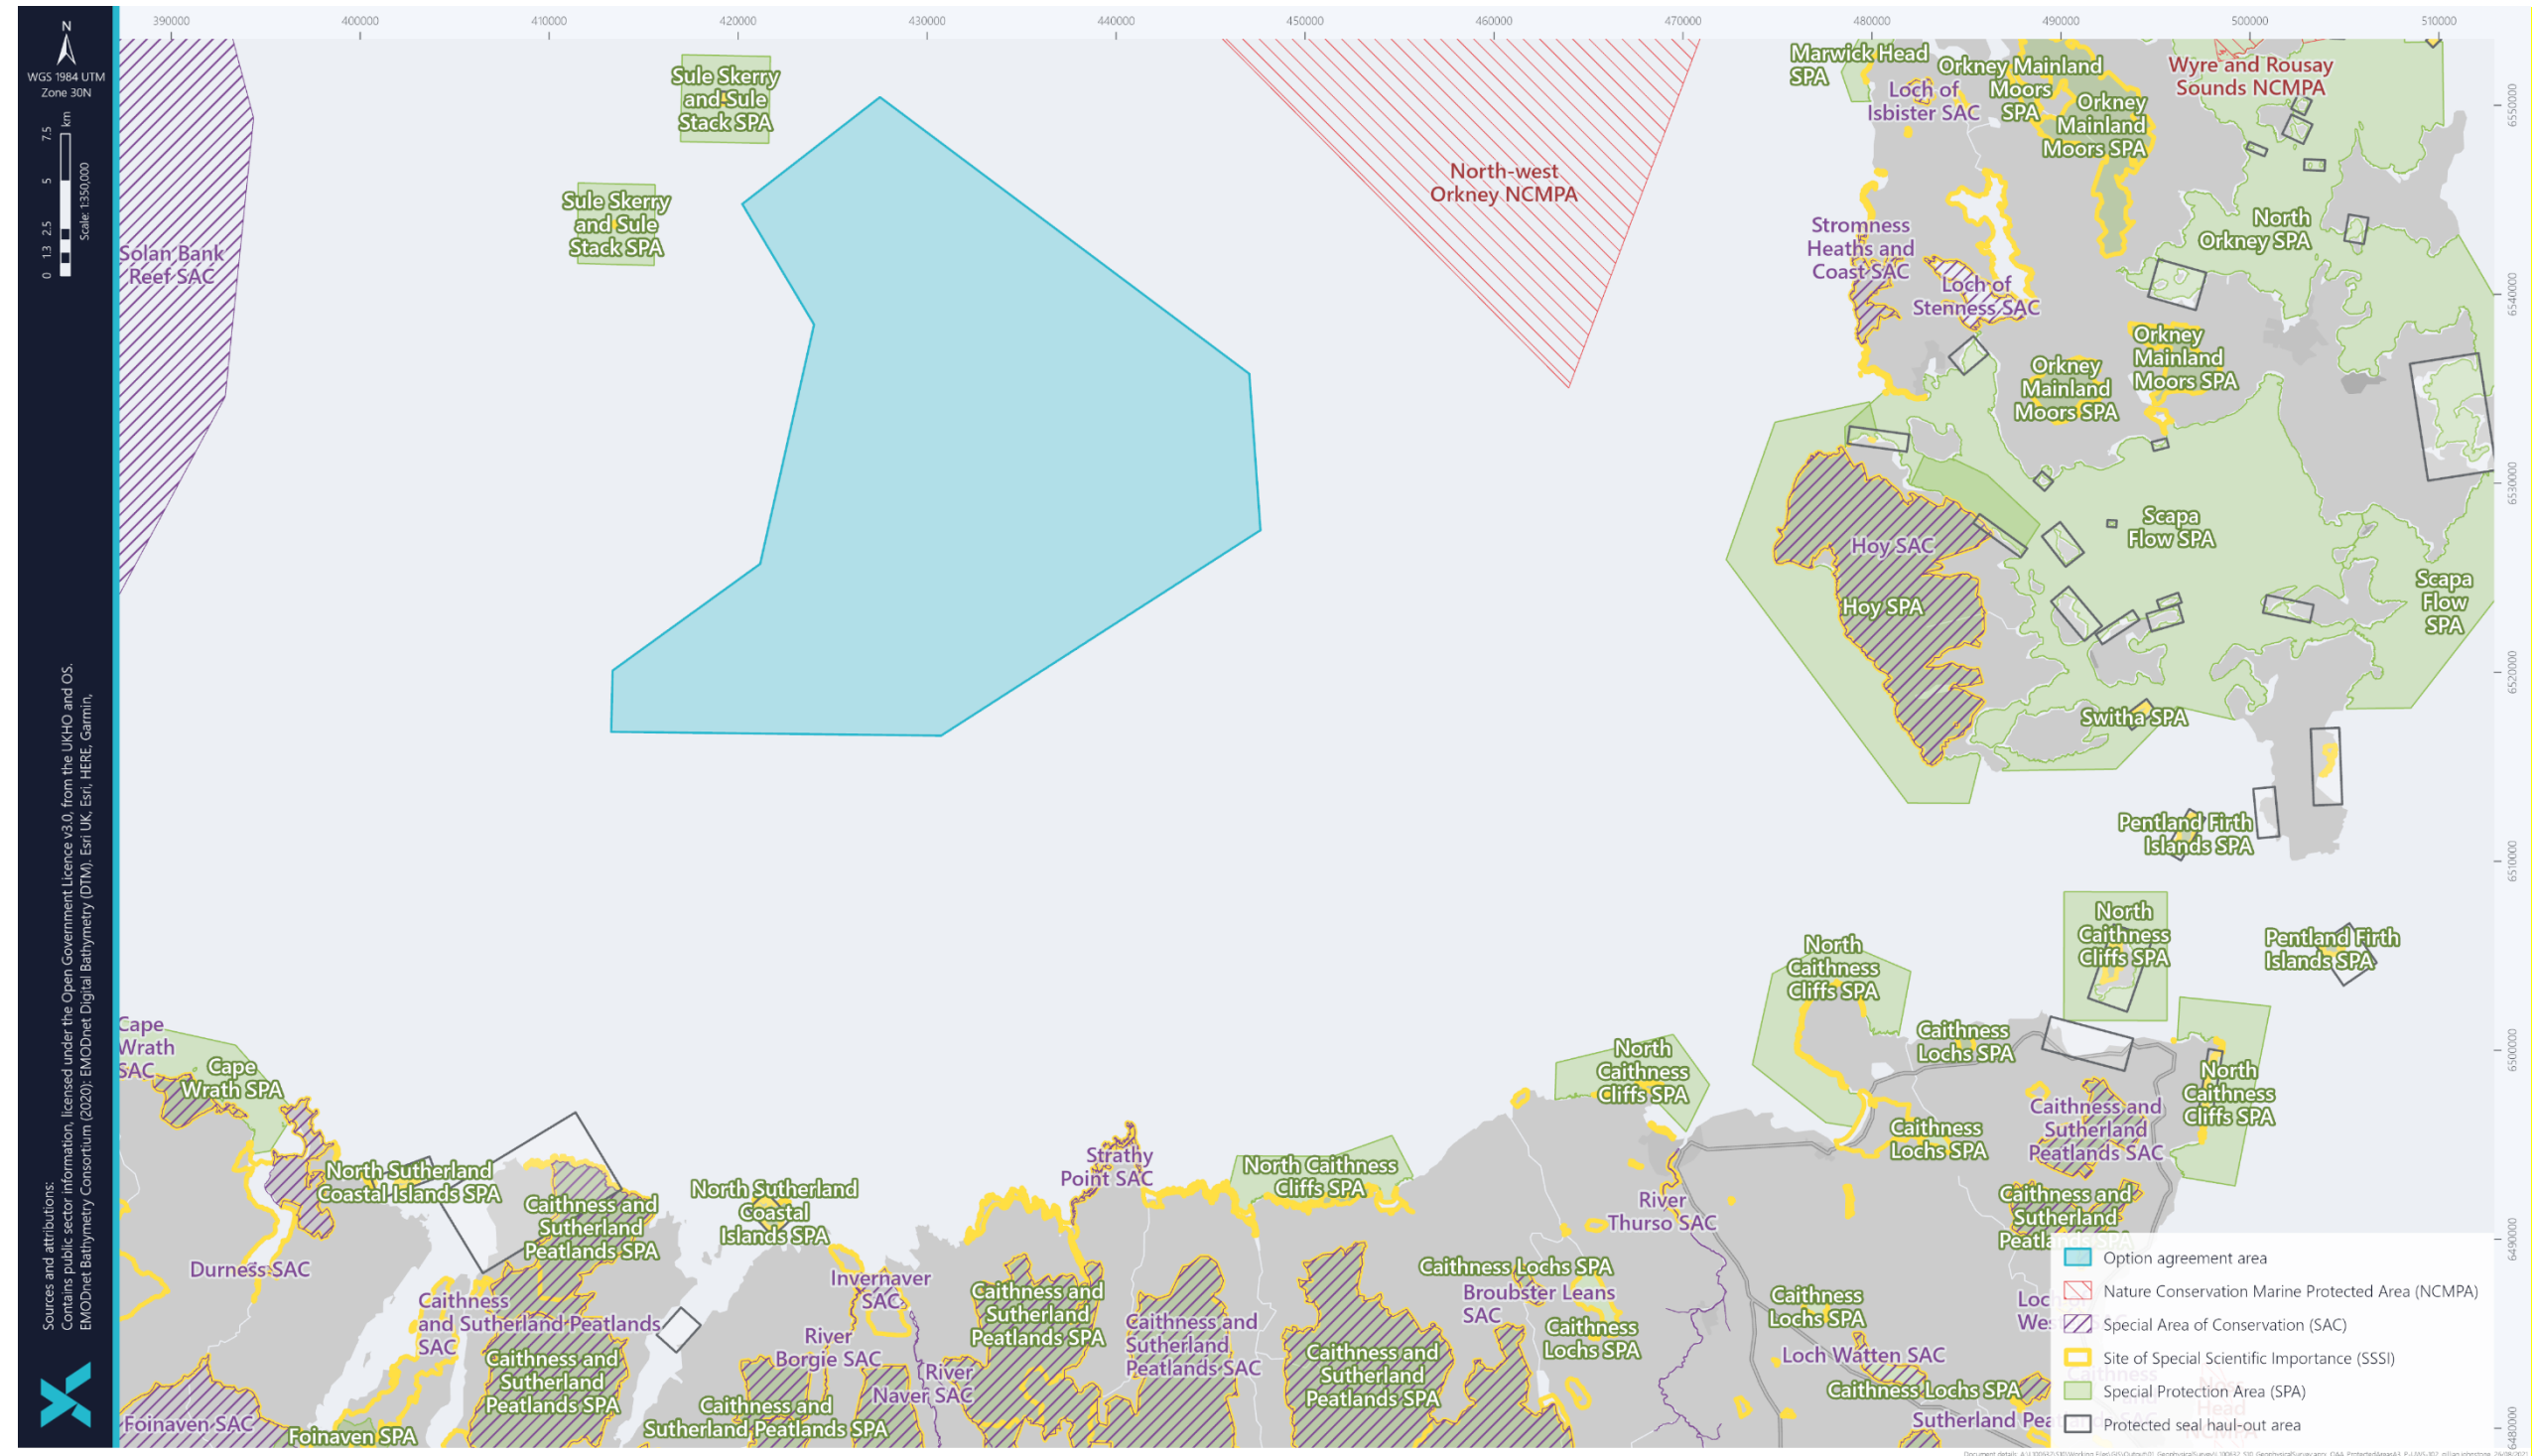 390000 400000 410000 420000 430000 440000 450000 460000 470000 480000 490000 500000 510000
N
WGS 1984 UTM
Zone 30N
0 1.3 2.5 5 7.5 km
Scale: 1:350,000
Sources and attributions:
Contains public sector information, licensed under the Open Government Licence v3.0, from the UKHO and OS.
EMODnet Bathymetry Consortium (2020): EMODnet Digital Bathymetry (DTM). Esri UK, Esri, HERE, Garmin,
6550000
6540000
6530000
6520000
6510000
6500000
6490000
6480000
Solan Bank
Reef SAC
Sule Skerry
and Sule
Stack SPA
Sule Skerry
and Sule
Stack SPA
North-west
Orkney NCMPA
Marwick Head
SPA
Loch of
Isbister SAC
Orkney Mainland
Moors
SPA
Orkney
Mainland
Moors SPA
Wyre and Rousay
Sounds NCMPA
North
Orkney SPA
Stromness
Heaths and
Coast SAC
Loch of
Stenness SAC
Orkney
Mainland
Moors SPA
Orkney
Mainland
Moors SPA
Hoy SAC
Hoy SPA
Scapa
Flow SPA
Scapa
Flow
SPA
Switha SPA
Pentland Firth
Islands SPA
North
Caithness
Cliffs SPA
Pentland Firth
Islands SPA
North
Caithness
Cliffs SPA
Caithness
Lochs SPA
North
Caithness
Cliffs SPA
North
Caithness
Cliffs SPA
Caithness and
Sutherland
Peatlands SAC
Caithness
Lochs SPA
Caithness and
Sutherland
Peatlands SPA
Cape
Wrath
SAC
Cape
Wrath SPA
North Sutherland
Coastal Islands SPA
Durness SAC
Caithness and
Sutherland
Peatlands SPA
North Sutherland
Coastal
Islands SPA
Strathy
Point SAC
North Caithness
Cliffs SPA
River
Thurso SAC
Caithness
and Sutherland Peatlands
SAC
Invernaver
SAC
Caithness and
Sutherland
Peatlands SPA
Caithness and
Sutherland
Peatlands SAC
Caithness Lochs SPA
Broubster Leans
SAC
Caithness
Lochs SPA
Caithness
Lochs SPA
Caithness and
Sutherland
Peatlands SPA
River
Borgie SAC
River
Naver SAC
Caithness and
Sutherland
Peatlands SPA
Loch Watten SAC
Caithness Lochs SPA
Foinaven SAC
Foinaven SPA
Caithness and
Sutherland Peatlands SPA
Option agreement area
Nature Conservation Marine Protected Area (NCMPA)
Special Area of Conservation (SAC)
Site of Special Scientific Importance (SSSI)
Special Protection Area (SPA)
Protected seal haul-out area